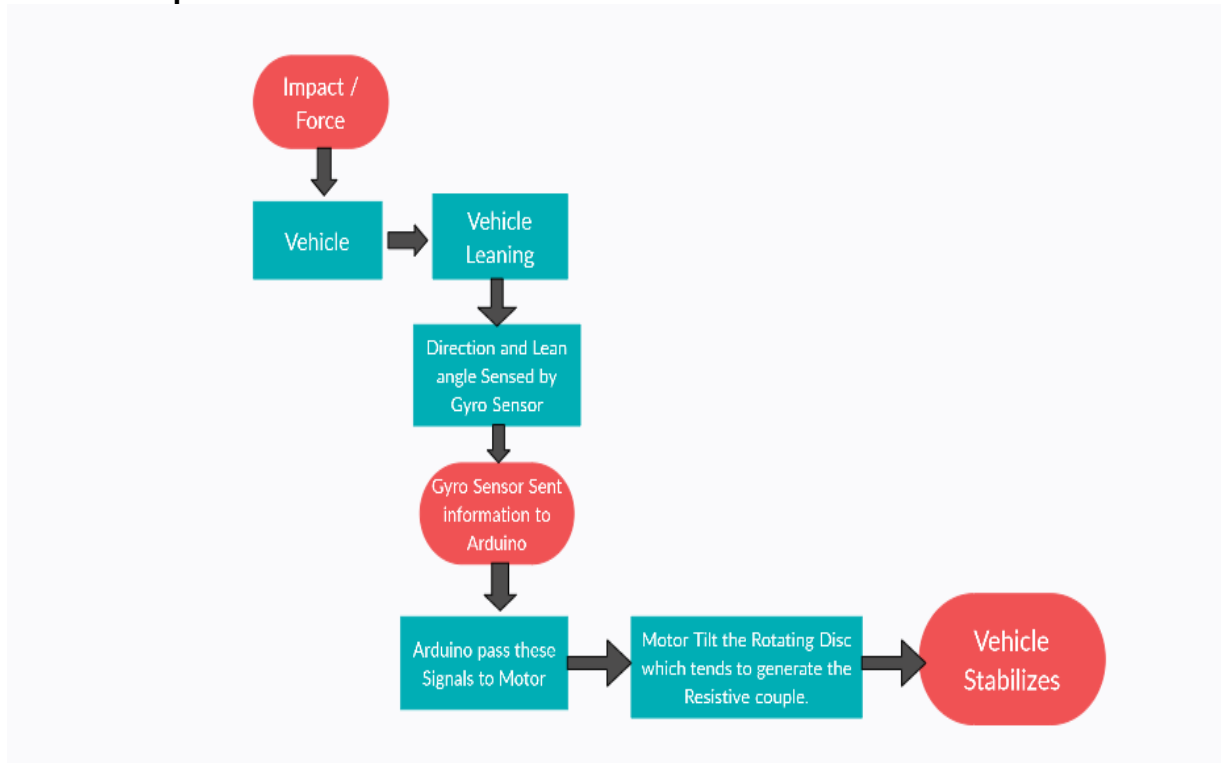 Impact /
Force
Vehicle
Vehicle
Leaning
Direction and Lean
angle Sensed by
Gyro Sensor
Gyro Sensor Sent
information to
Arduino
Arduino pass these
Signals to Motor
Motor Tilt the Rotating Disc
which tends to generate the
Resistive couple.
Vehicle
Stabilizes